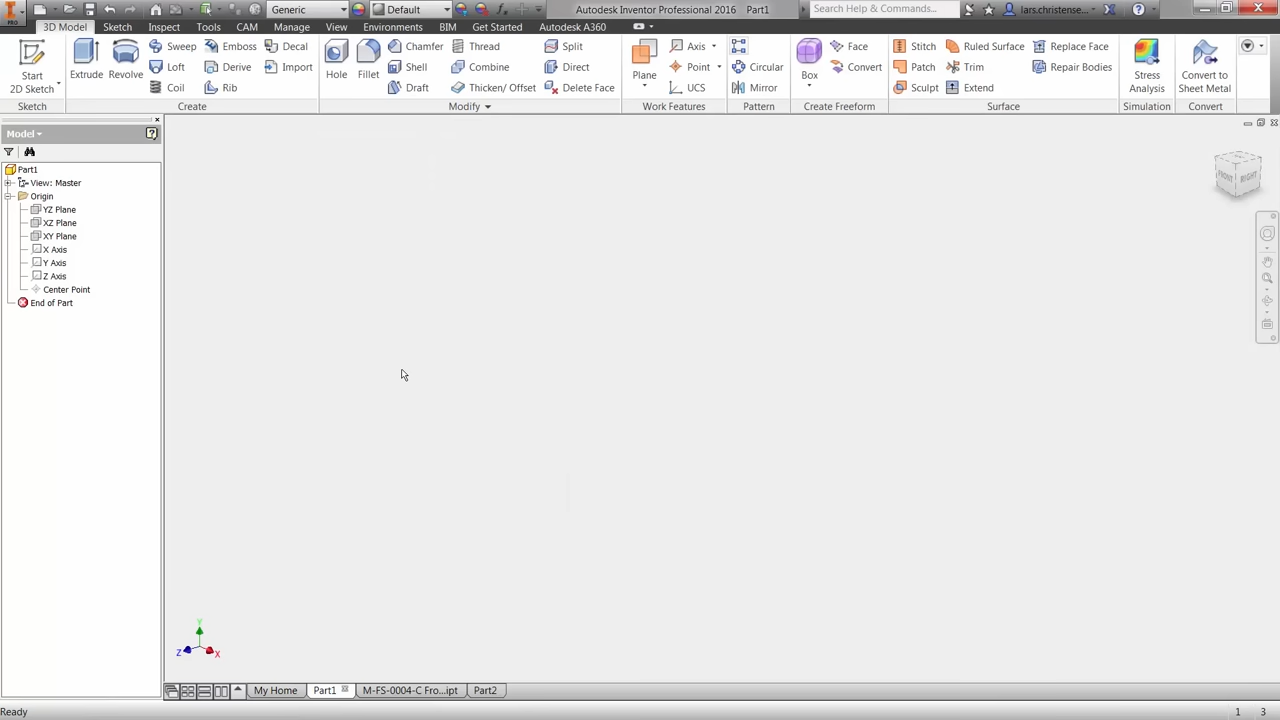 Generic
Default
Autodesk Inventor Professional 2016 Part1
Search Help & Commands...
lars.christense...
PRO
3D Model Sketch Inspect Tools CAM Manage View Environments BIM Get Started Autodesk A360
Start
2D Sketch
Extrude
Revolve
Sweep
Loft
Coil
Emboss
Derive
Rib
Decal
Import
Hole
Fillet
Chamfer
Shell
Draft
Thread
Combine
Thicken/ Offset
Split
Direct
Delete Face
Plane
Axis
Point
UCS
Circular
Mirror
Box
Face
Convert
Stitch
Patch
Sculpt
Ruled Surface
Trim
Extend
Replace Face
Repair Bodies
Stress
Analysis
Convert to
Sheet Metal
Sketch Create Modify Work Features Pattern Create Freeform Surface Simulation Convert
Model
Part1
View: Master
Origin
YZ Plane
XZ Plane
XY Plane
X Axis
Y Axis
Z Axis
Center Point
End of Part
FRONT RIGHT
Y
Z X
My Home Part1 M-FS-0004-C Fro...ipt Part2
Ready 1 3